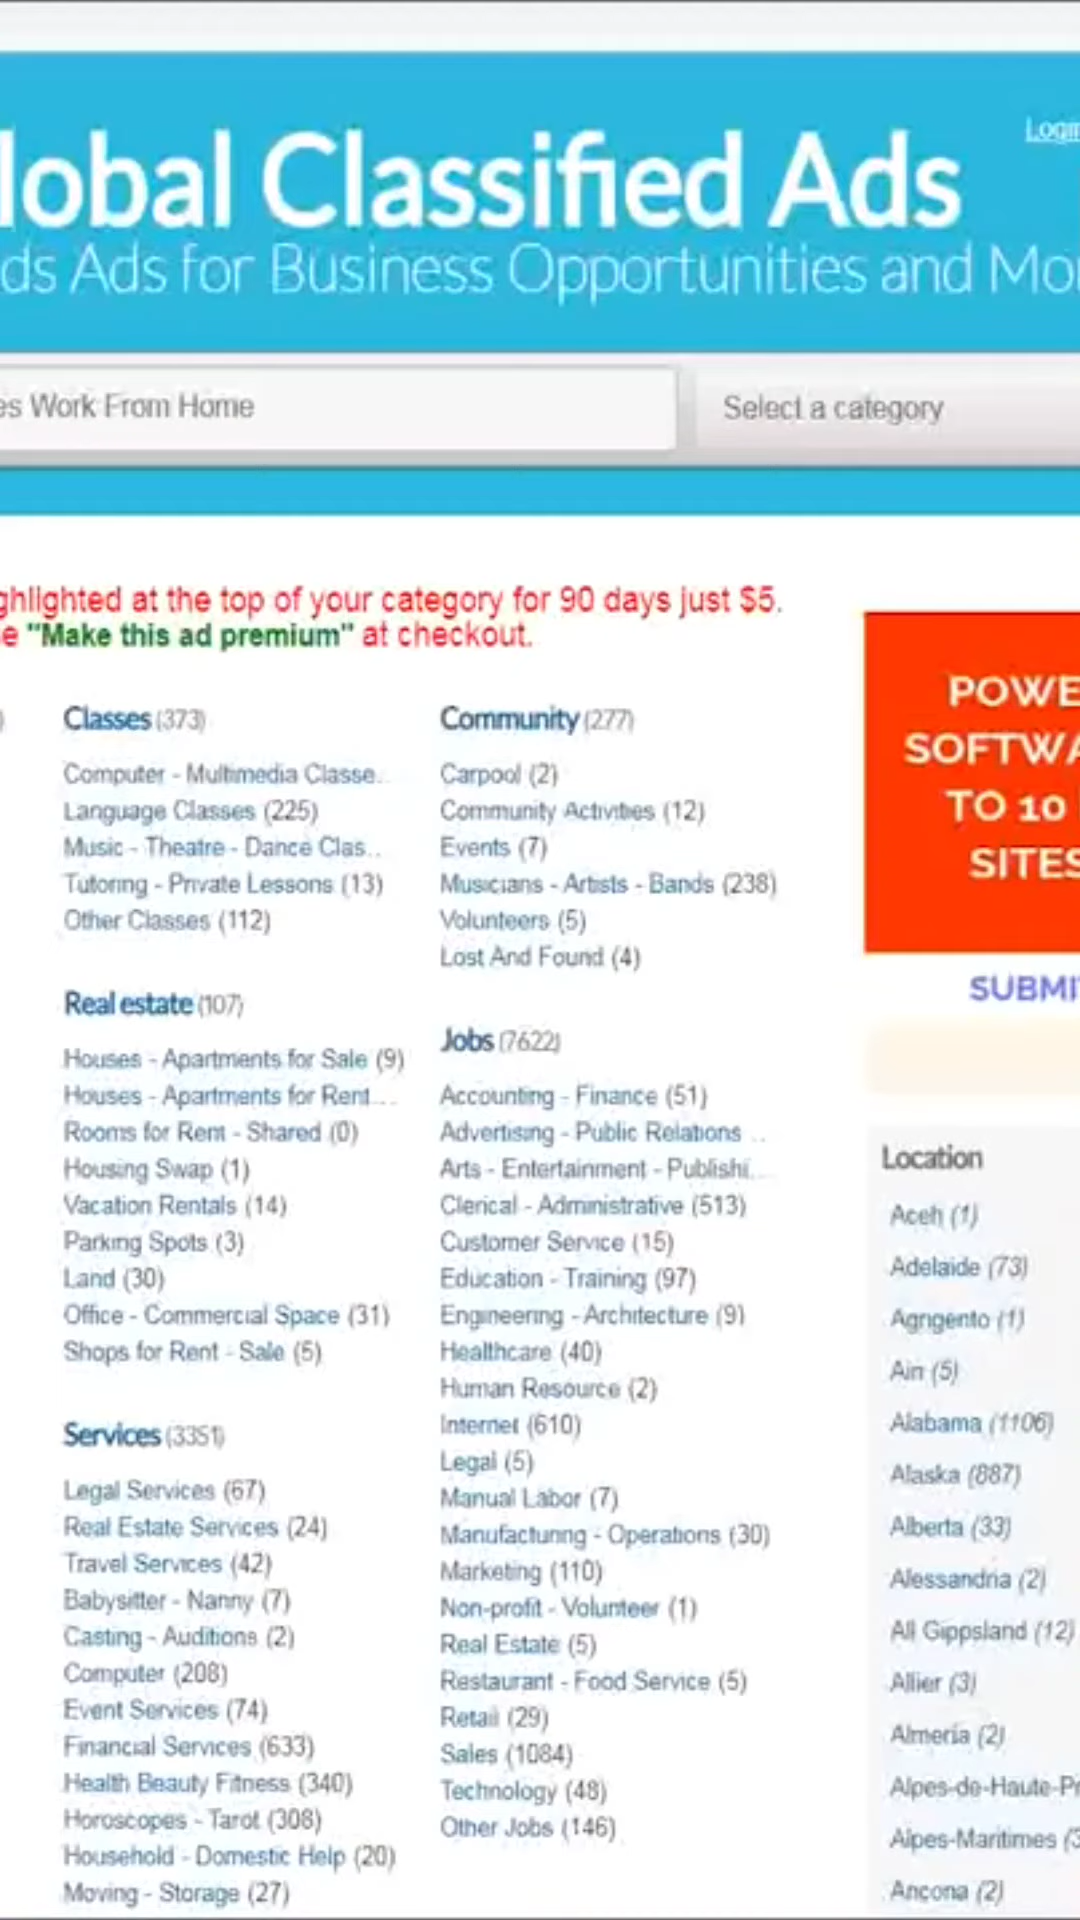 Login
lobal Classified Ads
ds Ads for Business Opportunities and Mor
es Work From Home
Select a category
ghlighted at the top of your category for 90 days just $5.
e "Make this ad premium" at checkout.
)
Classes (373)
Computer - Multimedia Classe..
Language Classes (225)
Music - Theatre - Dance Clas..
Tutoring - Private Lessons (13)
Other Classes (112)
Real estate (107)
Houses - Apartments for Sale (9)
Houses - Apartments for Rent...
Rooms for Rent - Shared (0)
Housing Swap (1)
Vacation Rentals (14)
Parking Spots (3)
Land (30)
Office - Commercial Space (31)
Shops for Rent - Sale (5)
Services (3351)
Legal Services (67)
Real Estate Services (24)
Travel Services (42)
Babysitter - Nanny (7)
Casting - Auditions (2)
Computer (208)
Event Services (74)
Financial Services (633)
Health Beauty Fitness (340)
Horoscopes - Tarot (308)
Household - Domestic Help (20)
Moving - Storage (27)
Community (277)
Carpool (2)
Community Activities (12)
Events (7)
Musicians - Artists - Bands (238)
Volunteers (5)
Lost And Found (4)
Jobs (7622)
Accounting - Finance (51)
Advertising - Public Relations ..
Arts - Entertainment - Publishi...
Clerical - Administrative (513)
Customer Service (15)
Education - Training (97)
Engineering - Architecture (9)
Healthcare (40)
Human Resource (2)
Internet (610)
Legal (5)
Manual Labor (7)
Manufacturing - Operations (30)
Marketing (110)
Non-profit - Volunteer (1)
Real Estate (5)
Restaurant - Food Service (5)
Retail (29)
Sales (1084)
Technology (48)
Other Jobs (146)
POWE
SOFTWA
TO 10
SITES
SUBMI
Location
Aceh (1)
Adelaide (73)
Agrigento (1)
Ain (5)
Alabama (1106)
Alaska (887)
Alberta (33)
Alessandria (2)
All Gippsland (12)
Allier (3)
Almería (2)
Alpes-de-Haute-Pr
Alpes-Maritimes (3
Ancona (2)